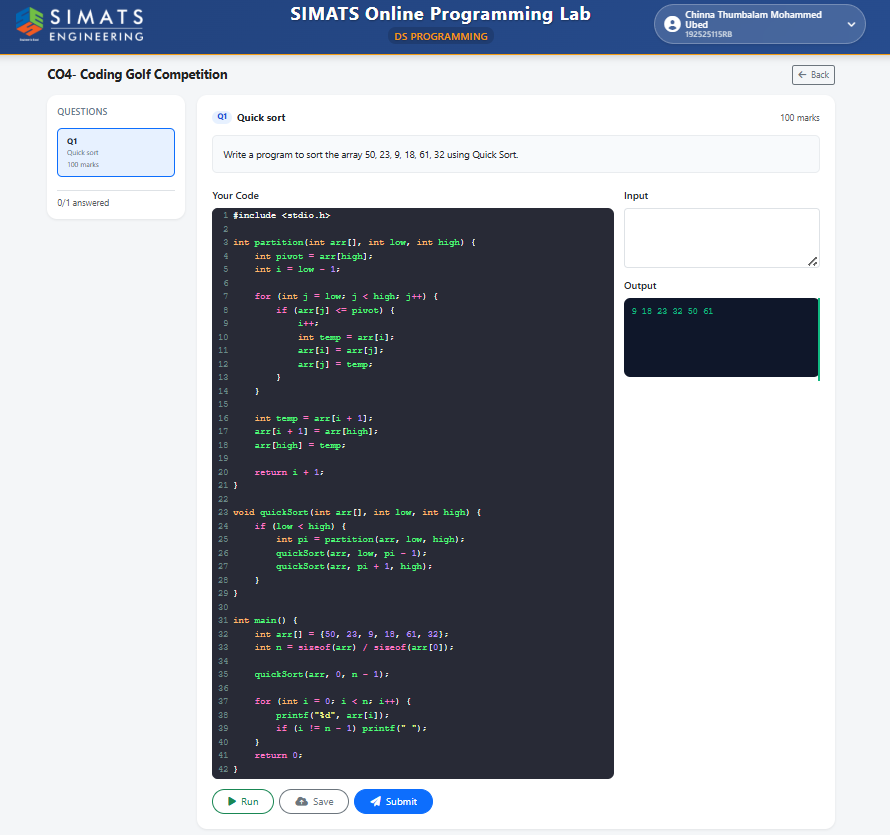 SIMATS
ENGINEERING
SIMATS Online Programming Lab
DS PROGRAMMING
Chinna Thumbalam Mohammed
Ubed
192525115RB
CO4- Coding Golf Competition
← Back
QUESTIONS
Q1
Quick sort
100 marks
0/1 answered
Q1 Quick sort
100 marks
Write a program to sort the array 50, 23, 9, 18, 61, 32 using Quick Sort.
Your Code
1 #include <stdio.h>
2
3 int partition(int arr[], int low, int high) {
4     int pivot = arr[high];
5     int i = low - 1;
6
7     for (int j = low; j < high; j++) {
8         if (arr[j] <= pivot) {
9             i++;
10             int temp = arr[i];
11             arr[i] = arr[j];
12             arr[j] = temp;
13         }
14     }
15
16     int temp = arr[i + 1];
17     arr[i + 1] = arr[high];
18     arr[high] = temp;
19
20     return i + 1;
21 }
22
23 void quickSort(int arr[], int low, int high) {
24     if (low < high) {
25         int pi = partition(arr, low, high);
26         quickSort(arr, low, pi - 1);
27         quickSort(arr, pi + 1, high);
28     }
29 }
30
31 int main() {
32     int arr[] = {50, 23, 9, 18, 61, 32};
33     int n = sizeof(arr) / sizeof(arr[0]);
34
35     quickSort(arr, 0, n - 1);
36
37     for (int i = 0; i < n; i++) {
38         printf("%d", arr[i]);
39         if (i != n - 1) printf(" ");
40     }
41     return 0;
42 }
Input
Output
9 18 23 32 50 61
Run
Save
Submit